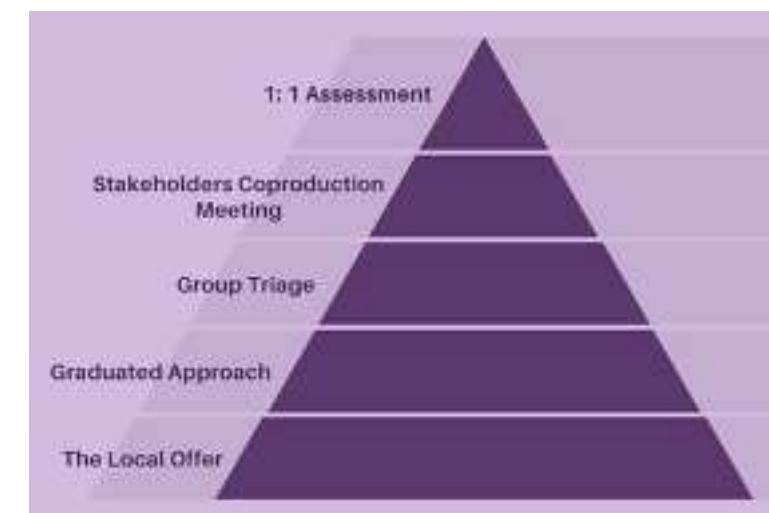 1: 1 Assessment
Stakeholders Coproduction
Meeting
Group Triage
Graduated Approach
The Local Offer